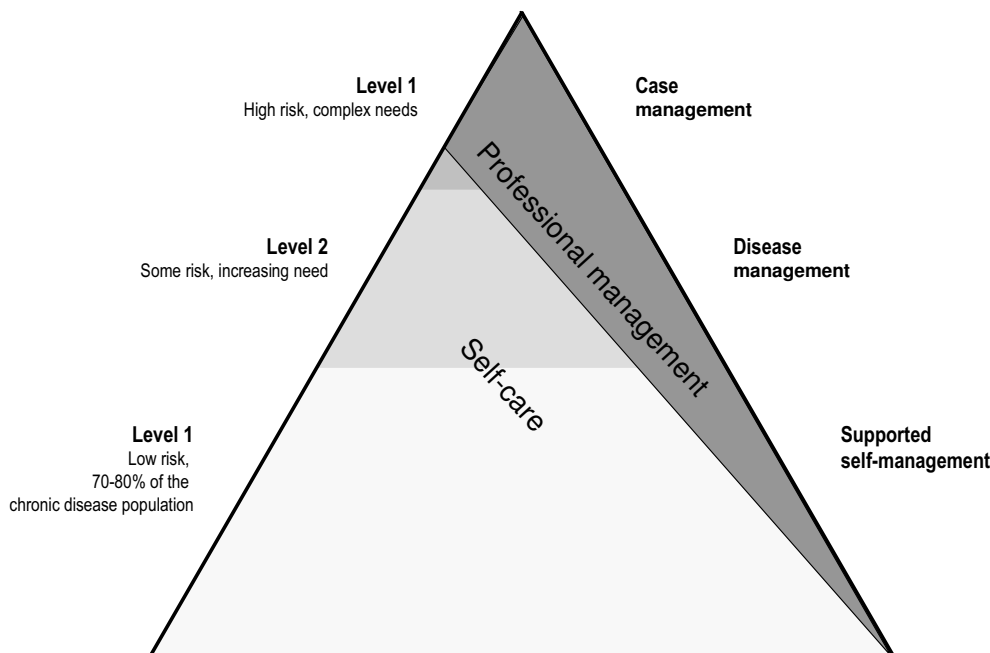 Level 1
High risk, complex needs
Case
management
Professional management
Level 2
Some risk, increasing need
Disease
management
Self-care
Level 1
Low risk,
70-80% of the
chronic disease population
Supported
self-management